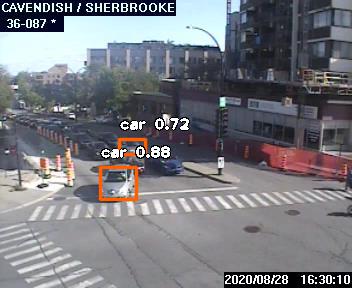 CAVENDISH / SHERBROOKE
36-087 *
car 0.72
car 0.88
2020/08/28 16:30:10